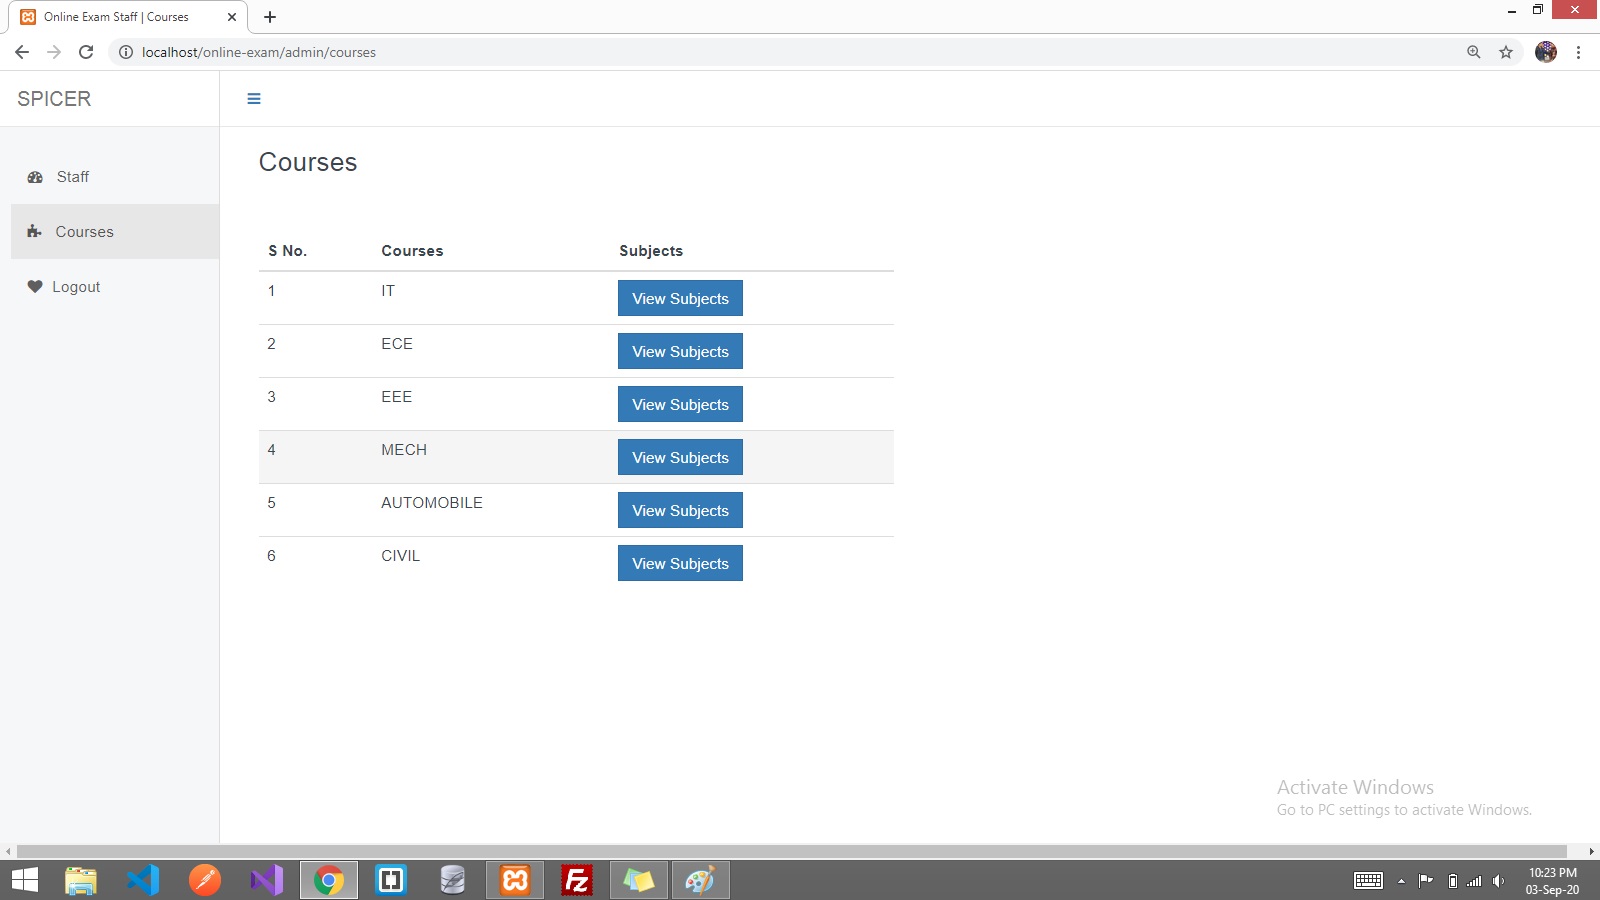 Online Exam Staff | Courses
localhost/online-exam/admin/courses
SPICER
Staff
Courses
Logout
Courses
S No. Courses Subjects
1 IT View Subjects
2 ECE View Subjects
3 EEE View Subjects
4 MECH View Subjects
5 AUTOMOBILE View Subjects
6 CIVIL View Subjects
Activate Windows
Go to PC settings to activate Windows.
Fz
10:23 PM
03-Sep-20